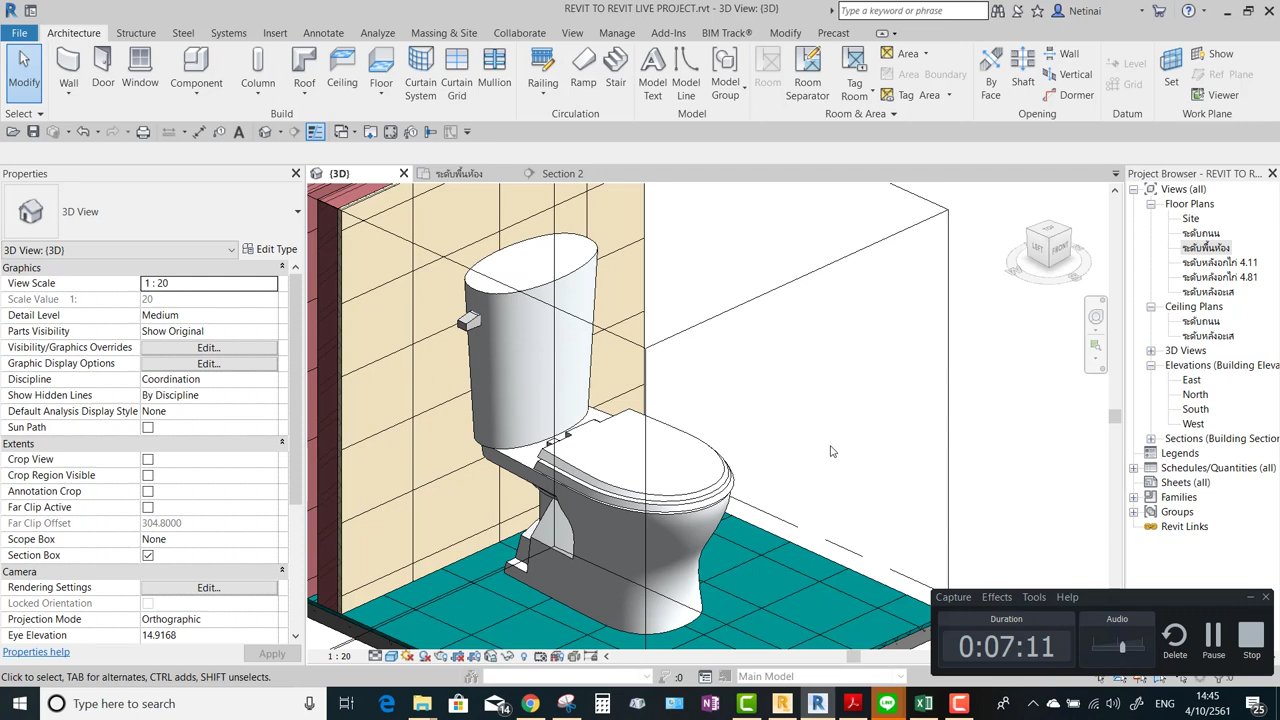 REVIT TO REVIT LIVE PROJECT.rvt - 3D View: {3D}
Type a keyword or phrase
Netinai
File
Architecture
Structure
Steel
Systems
Insert
Annotate
Analyze
Massing & Site
Collaborate
View
Manage
Add-Ins
BIM Track®
Modify
Precast
Modify
Wall
Door
Window
Component
Column
Roof
Ceiling
Floor
Curtain System
Curtain Grid
Mullion
Railing
Ramp
Stair
Model Text
Model Line
Model Group
Room
Room Separator
Tag Room
Area
Area Boundary
Tag Area
By Face
Shaft
Wall
Vertical
Dormer
Level
Grid
Set
Show
Ref Plane
Viewer
Select
Build
Circulation
Model
Room & Area
Opening
Datum
Work Plane
Properties
{3D}
ระดับพื้นห้อง
Section 2
Project Browser - REVIT TO R...
3D View
3D View: {3D}
Edit Type
Graphics
View Scale 1 : 20
Scale Value 1: 20
Detail Level Medium
Parts Visibility Show Original
Visibility/Graphics Overrides Edit...
Graphic Display Options Edit...
Discipline Coordination
Show Hidden Lines By Discipline
Default Analysis Display Style None
Sun Path
Extents
Crop View
Crop Region Visible
Annotation Crop
Far Clip Active
Far Clip Offset 304.8000
Scope Box None
Section Box
Camera
Rendering Settings Edit...
Locked Orientation
Projection Mode Orthographic
Eye Elevation 14.9168
Properties help
Apply
TOP
LEFT
FRONT
Views (all)
Floor Plans
Site
ระดับถนน
ระดับพื้นห้อง
ระดับหลังอกไก่ 4.11
ระดับหลังอกไก่ 4.81
ระดับหลังอะเส
Ceiling Plans
ระดับถนน
ระดับหลังอะเส
3D Views
Elevations (Building Eleva
East
North
South
West
Sections (Building Section
Legends
Schedules/Quantities (all)
Sheets (all)
Families
Groups
Revit Links
Capture
Effects
Tools
Help
Duration
0:07:11
Audio
Delete
Pause
Stop
1 : 20
Click to select, TAB for alternates, CTRL adds, SHIFT unselects.
:0
Main Model
Type here to search
14
ENG
14:45
4/10/2561